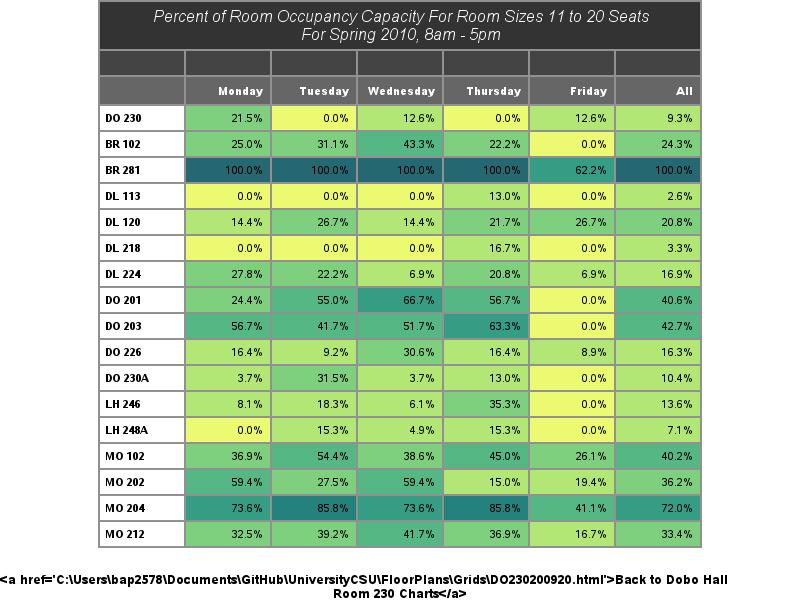 Percent of Room Occupancy Capacity For Room Sizes 11 to 20 Seats
For Spring 2010, 8am - 5pm
Monday Tuesday Wednesday Thursday Friday All
DO 230 21.5% 0.0% 12.6% 0.0% 12.6% 9.3%
BR 102 25.0% 31.1% 43.3% 22.2% 0.0% 24.3%
BR 281 100.0% 100.0% 100.0% 100.0% 62.2% 100.0%
DL 113 0.0% 0.0% 0.0% 13.0% 0.0% 2.6%
DL 120 14.4% 26.7% 14.4% 21.7% 26.7% 20.8%
DL 218 0.0% 0.0% 0.0% 16.7% 0.0% 3.3%
DL 224 27.8% 22.2% 6.9% 20.8% 6.9% 16.9%
DO 201 24.4% 55.0% 66.7% 56.7% 0.0% 40.6%
DO 203 56.7% 41.7% 51.7% 63.3% 0.0% 42.7%
DO 226 16.4% 9.2% 30.6% 16.4% 8.9% 16.3%
DO 230A 3.7% 31.5% 3.7% 13.0% 0.0% 10.4%
LH 246 8.1% 18.3% 6.1% 35.3% 0.0% 13.6%
LH 248A 0.0% 15.3% 4.9% 15.3% 0.0% 7.1%
MO 102 36.9% 54.4% 38.6% 45.0% 26.1% 40.2%
MO 202 59.4% 27.5% 59.4% 15.0% 19.4% 36.2%
MO 204 73.6% 85.8% 73.6% 85.8% 41.1% 72.0%
MO 212 32.5% 39.2% 41.7% 36.9% 16.7% 33.4%
<a href='C:\Users\bap2578\Documents\GitHub\UniversityCSU\FloorPlans\Grids\DO230200920.html'>Back to Dobo Hall
Room 230 Charts</a>